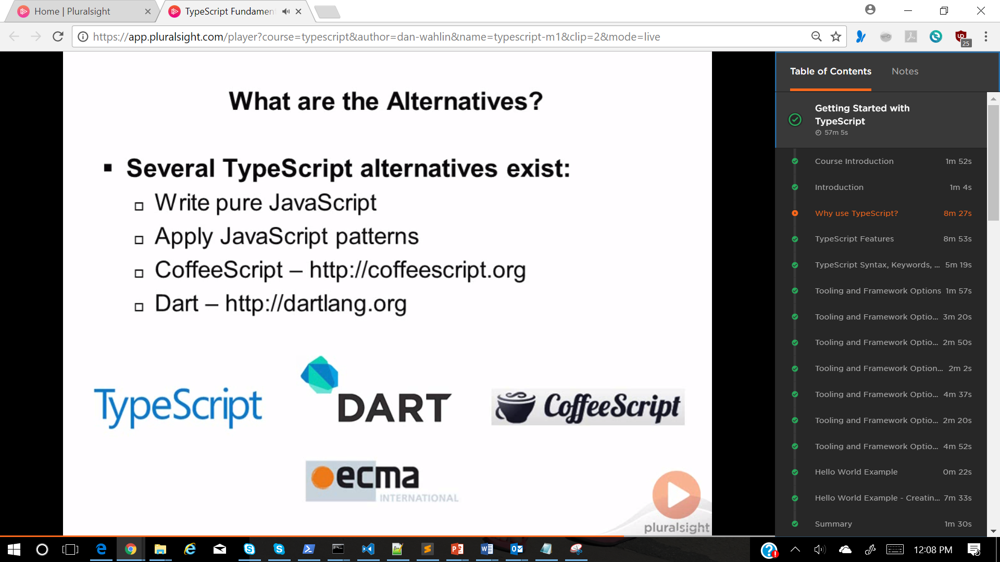 Home | Pluralsight
TypeScript Fundamen
https://app.pluralsight.com/player?course=typescript&author=dan-wahlin&name=typescript-m1&clip=2&mode=live
25
What are the Alternatives?
Several TypeScript alternatives exist:
Write pure JavaScript
Apply JavaScript patterns
CoffeeScript – http://coffeescript.org
Dart – http://dartlang.org
TypeScript
DART
CoffeeScript
ecma
INTERNATIONAL
pluralsight
Table of Contents
Notes
Getting Started with
TypeScript
57m 5s
Course Introduction 1m 52s
Introduction 1m 4s
Why use TypeScript? 8m 27s
TypeScript Features 8m 53s
TypeScript Syntax, Keywords, ... 5m 19s
Tooling and Framework Options 1m 57s
Tooling and Framework Optio... 3m 20s
Tooling and Framework Optio... 2m 50s
Tooling and Framework Option... 2m 2s
Tooling and Framework Optio... 4m 37s
Tooling and Framework Optio... 2m 20s
Tooling and Framework Optio... 4m 52s
Hello World Example 0m 22s
Hello World Example - Creatin... 7m 33s
Summary 1m 30s
12:08 PM